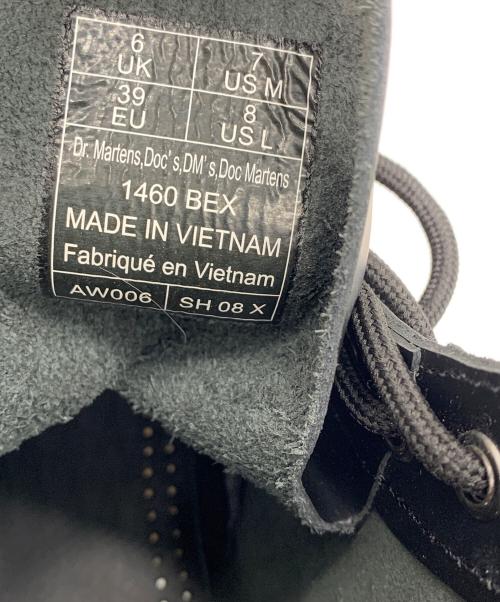 6 UK 7 US M
39 EU 8 US L
Dr. Martens,Doc's,DM's,Doc Martens
1460 BEX
MADE IN VIETNAM
Fabriqué en Vietnam
AW006 SH 08 X